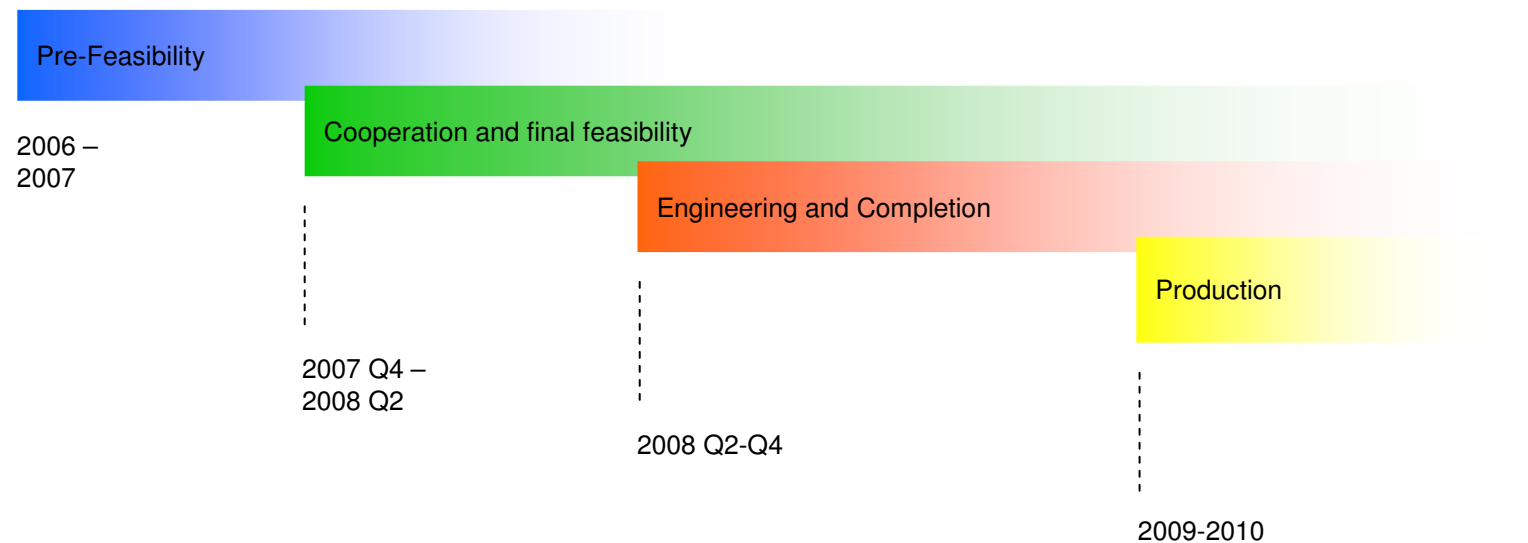 Pre-Feasibility
2006 –
2007
Cooperation and final feasibility
2007 Q4 –
2008 Q2
Engineering and Completion
2008 Q2-Q4
Production
2009-2010